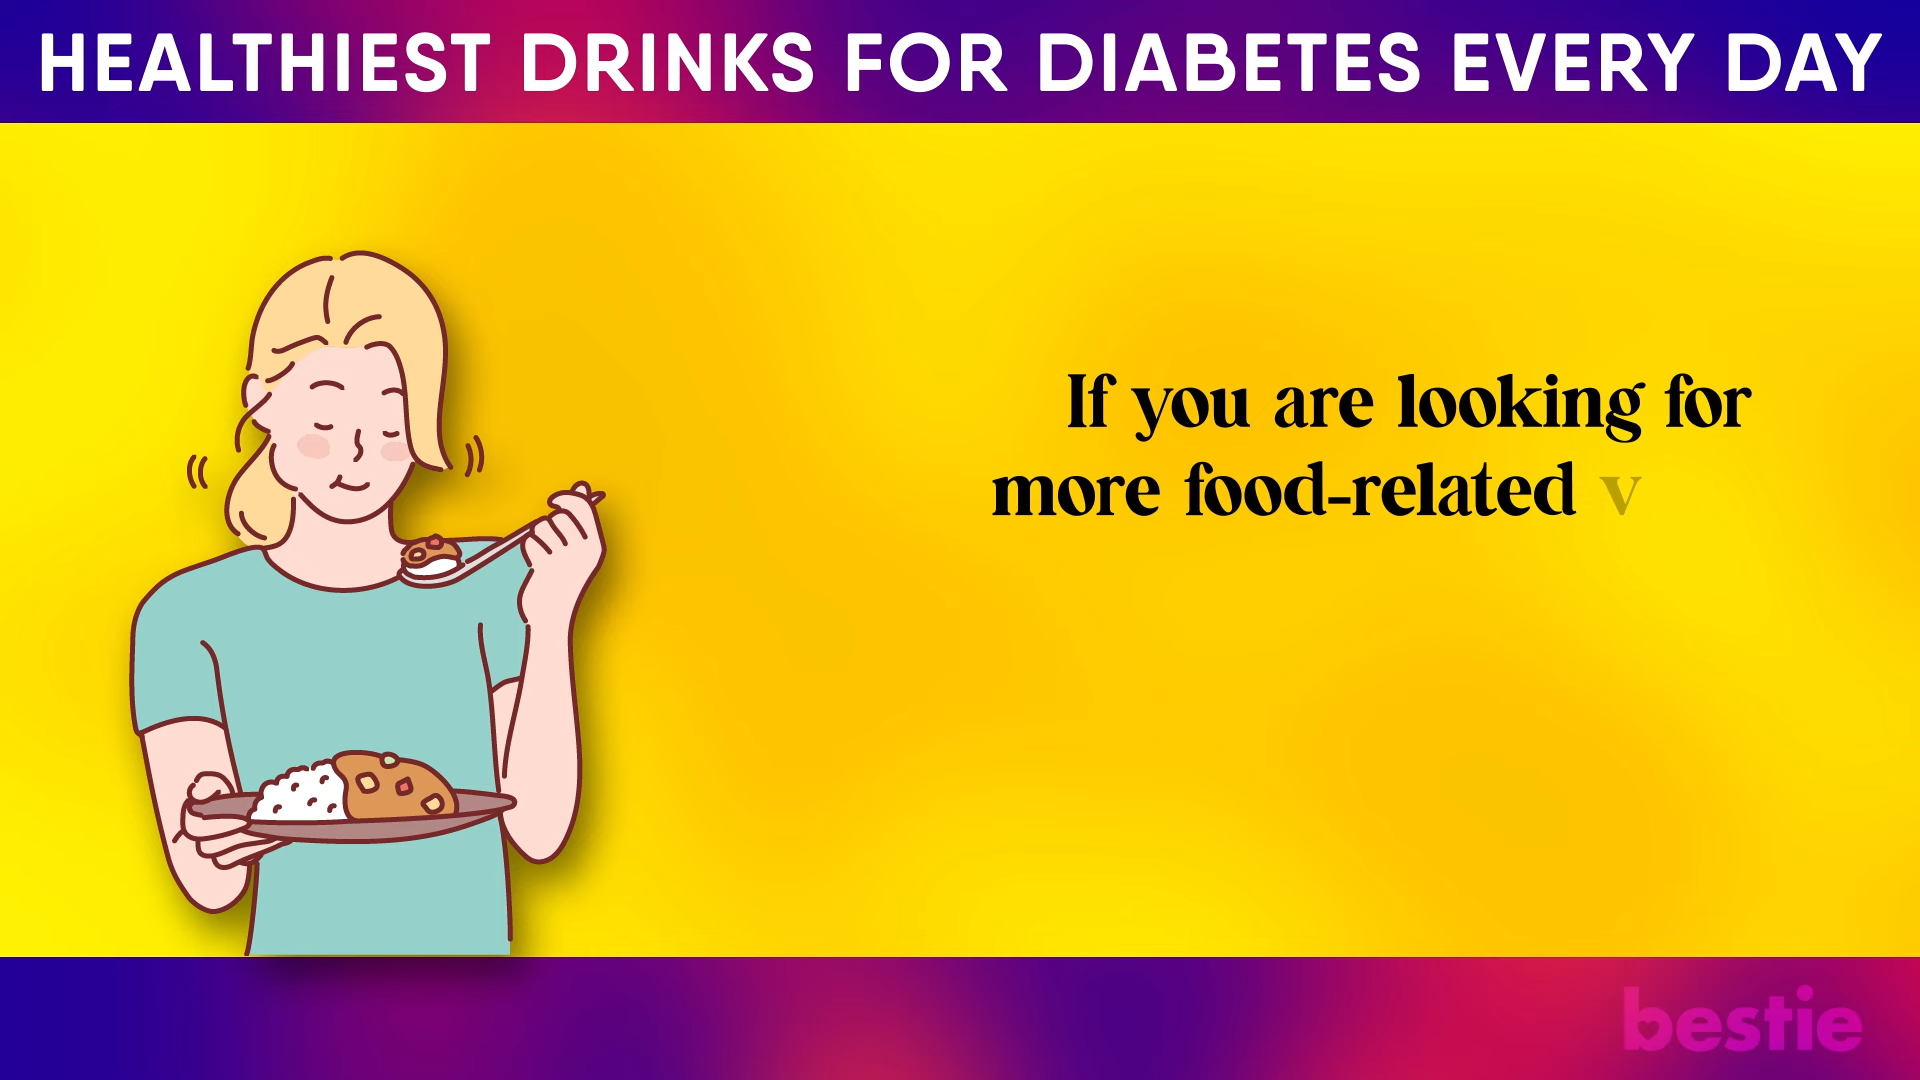 HEALTHIEST DRINKS FOR DIABETES EVERY DAY
If you are looking for
more food-related v
bestie